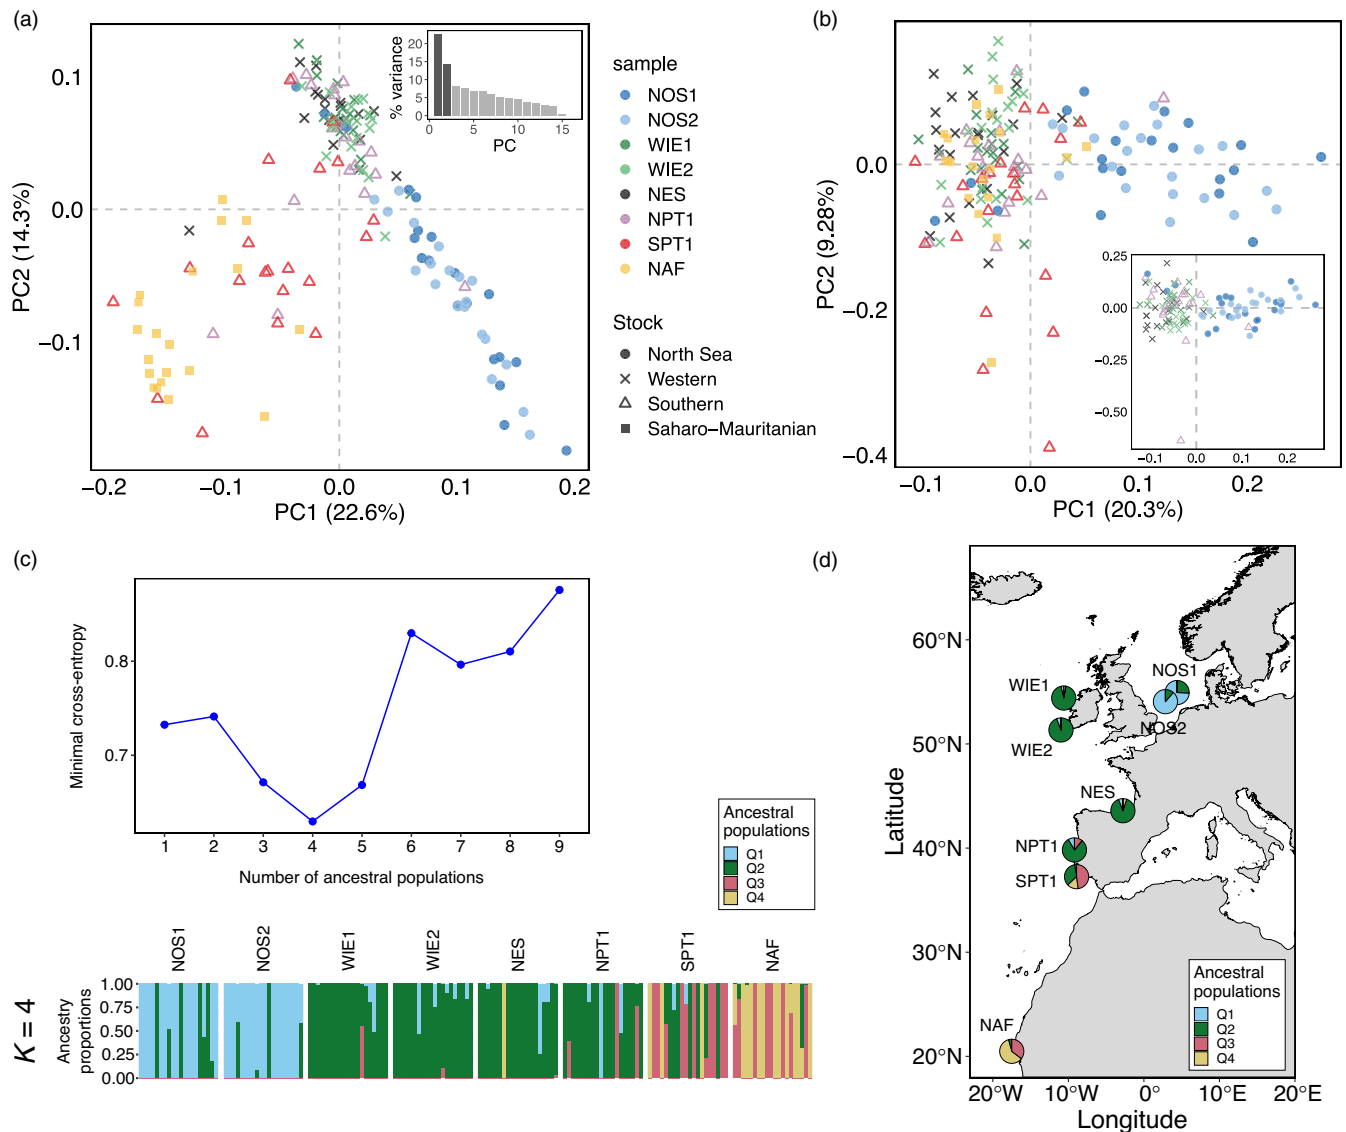 (a)
0.1
0.0
−0.1
−0.2
−0.1
0.0
0.1
0.2
PC2 (14.3%)
PC1 (22.6%)
% variance
20
15
10
5
0
0
5
10
15
PC
sample
NOS1
NOS2
WIE1
WIE2
NES
NPT1
SPT1
NAF
Stock
North Sea
Western
Southern
Saharo−Mauritanian
(b)
0.2
0.0
−0.2
−0.4
−0.1
0.0
0.1
0.2
PC2 (9.28%)
PC1 (20.3%)
0.25
0.00
−0.25
−0.50
−0.1
0.0
0.1
0.2
(c)
Minimal cross-entropy
0.8
0.7
1 2 3 4 5 6 7 8 9
Number of ancestral populations
Ancestral
populations
Q1
Q2
Q3
Q4
NOS1 NOS2 WIE1 WIE2 NES NPT1 SPT1 NAF
K = 4
Ancestry
proportions
1.00
0.75
0.50
0.25
0.00
(d)
Latitude
60°N
50°N
40°N
30°N
20°N
NOS1
WIE1
NOS2
WIE2
NES
NPT1
SPT1
NAF
Ancestral
populations
Q1
Q2
Q3
Q4
20°W 10°W 0° 10°E 20°E
Longitude